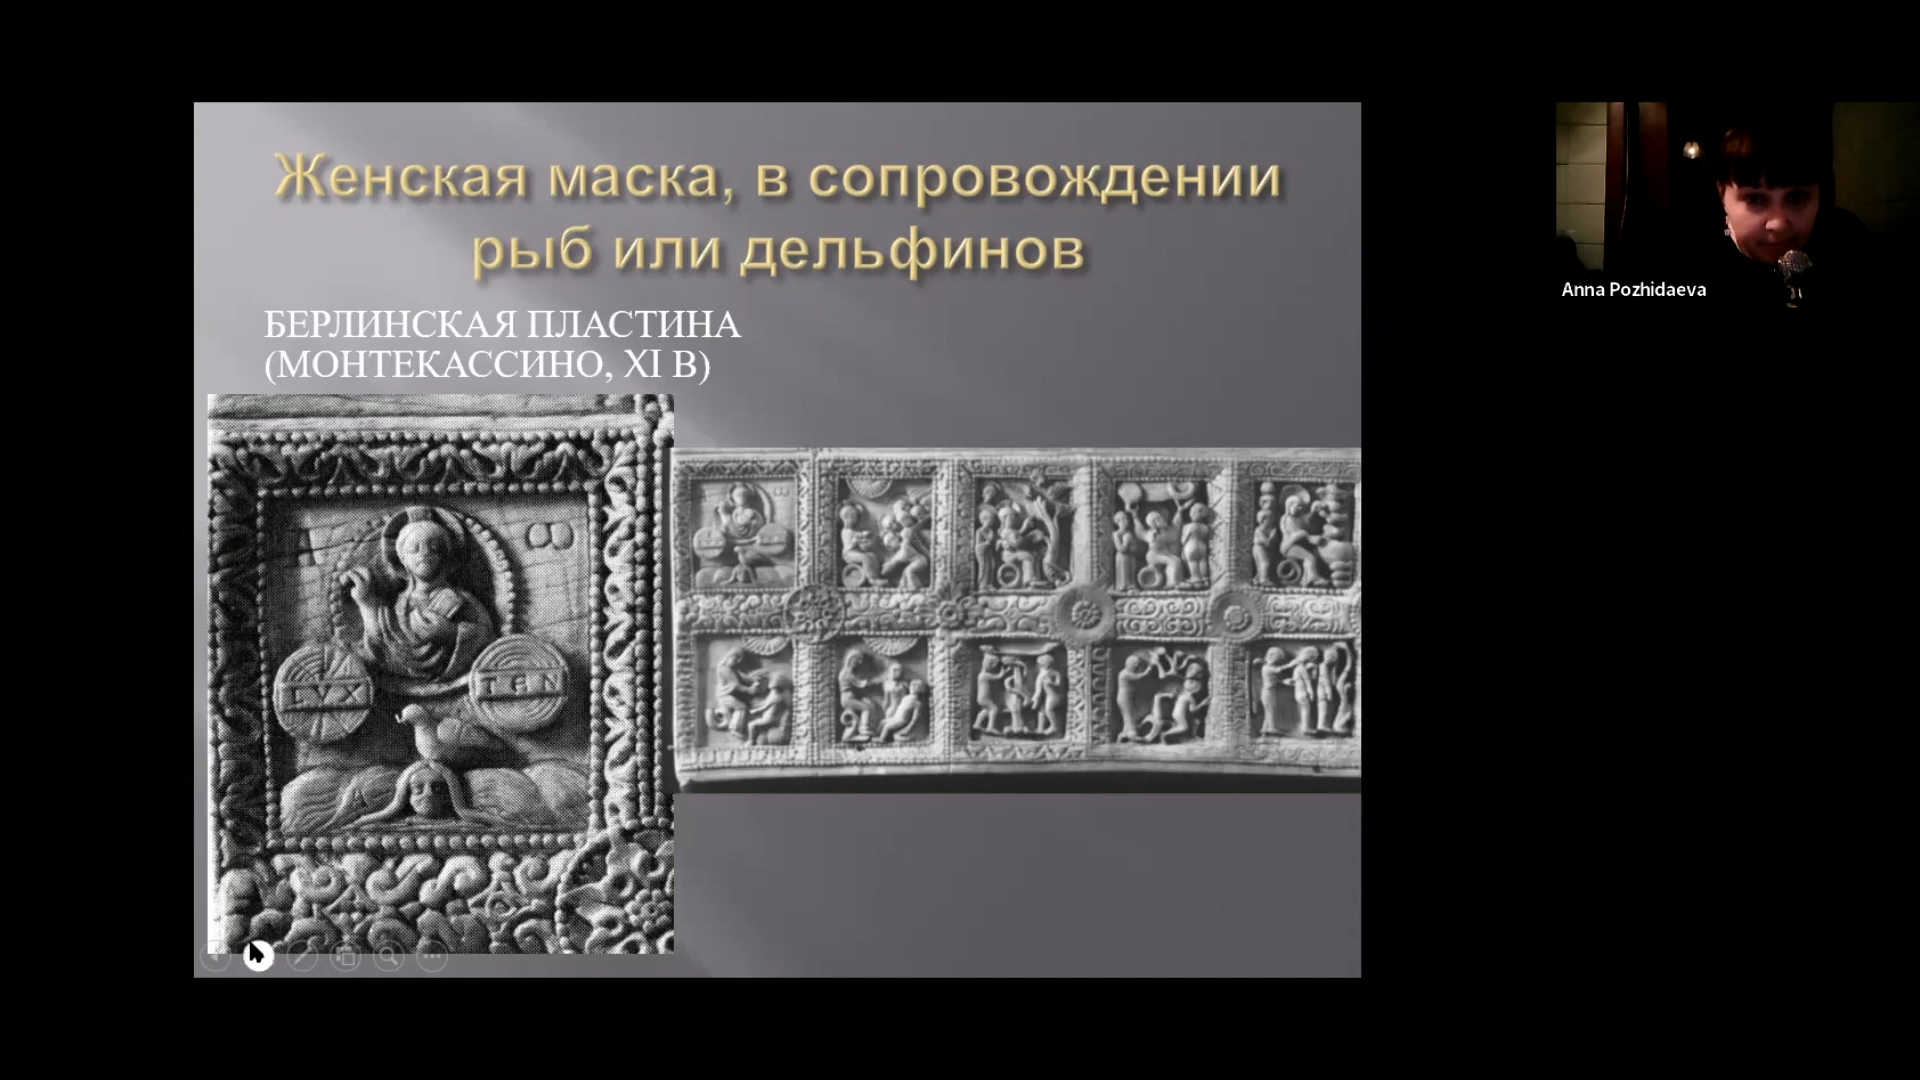 Женская маска, в сопровождении
рыб или дельфинов
БЕРЛИНСКАЯ ПЛАСТИНА
(МОНТЕКАССИНО, XI В)
LVX
Anna Pozhidaeva